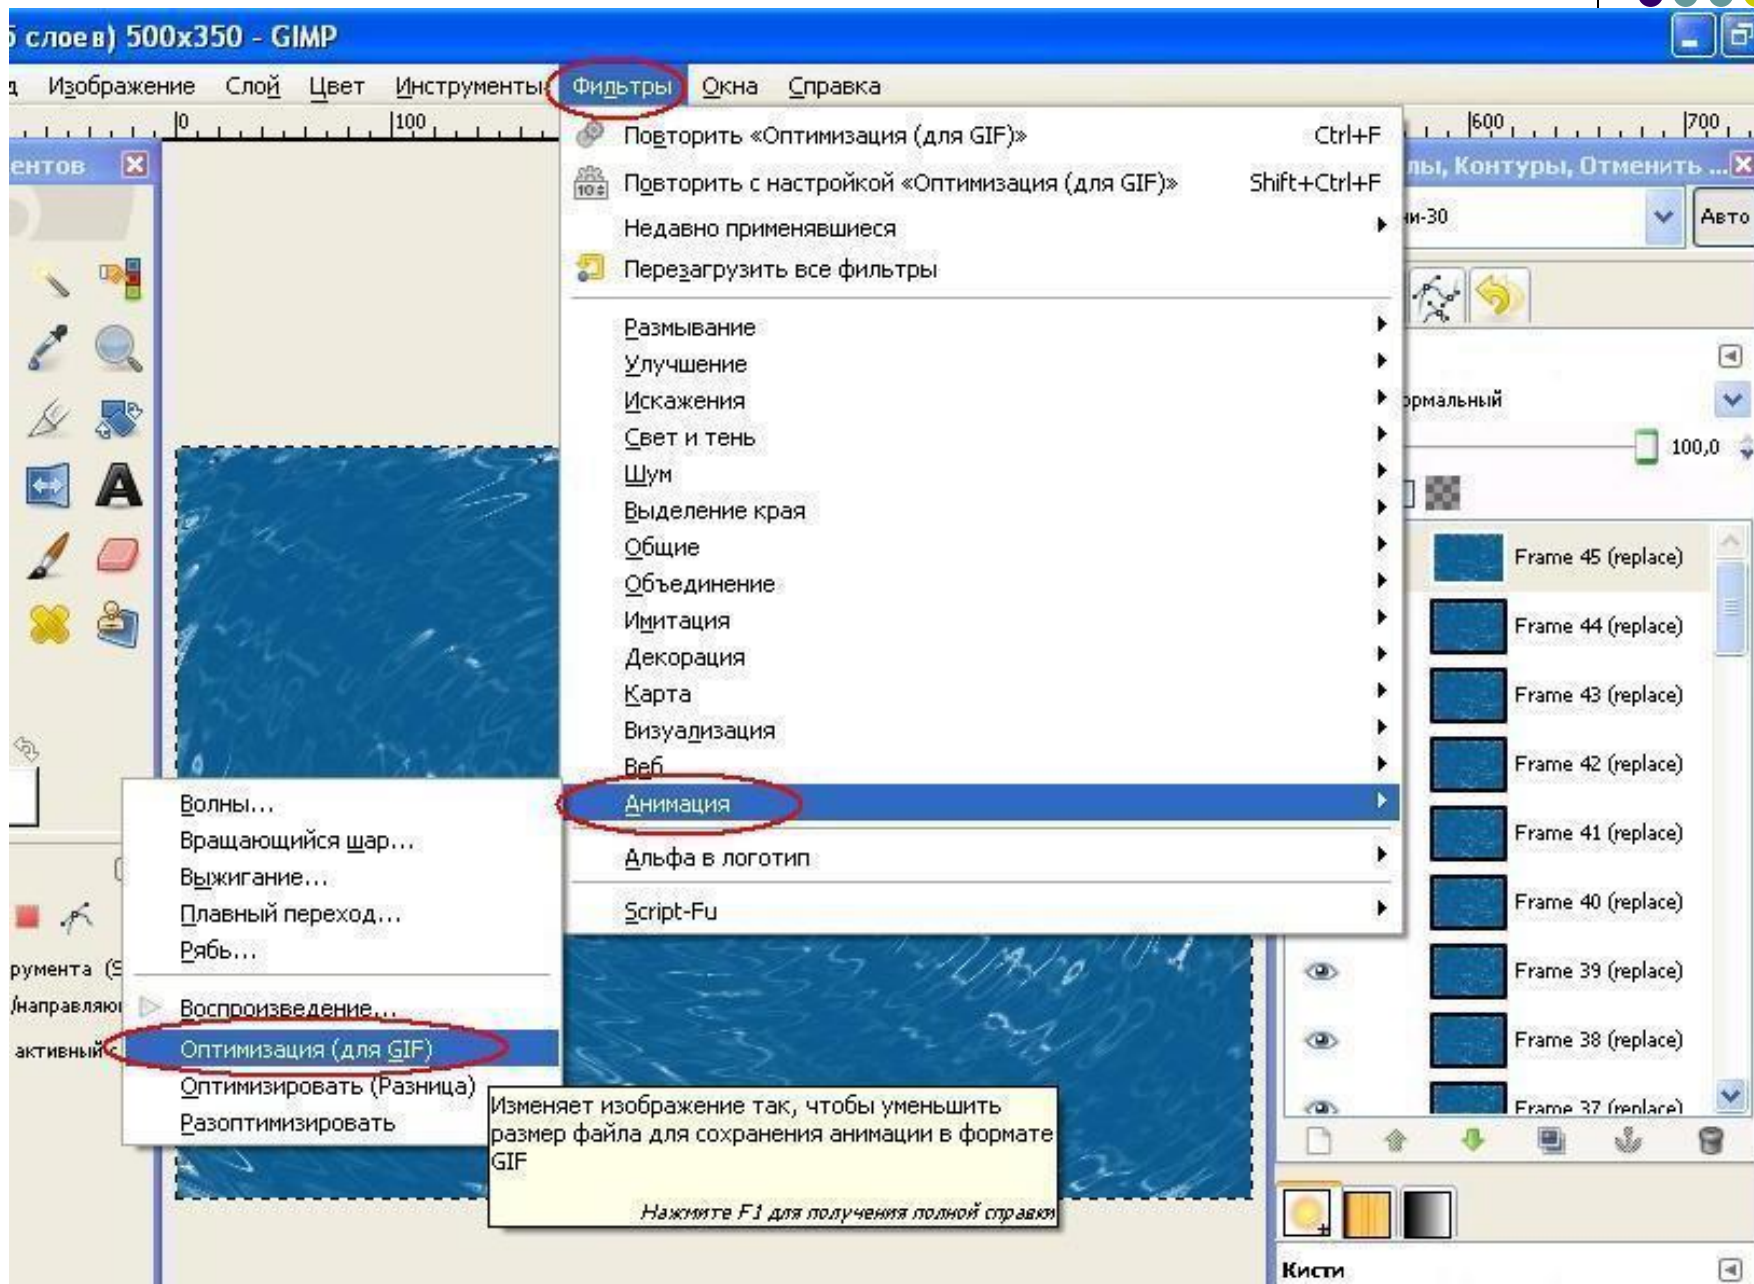 слоев) 500x350 - GIMP
Изображение Слой Цвет Инструменты Фильтры Окна Справка
0 100 600 700
ентов
лы, Контуры, Отменить ...
Повторить «Оптимизация (для GIF)» Ctrl+F
Повторить с настройкой «Оптимизация (для GIF)» Shift+Ctrl+F
Недавно применявшиеся
Перезагрузить все фильтры
ни-30 Авто
Размывание
Улучшение
Искажения
Свет и тень
Шум
Выделение края
Общие
Объединение
Имитация
Декорация
Карта
Визуализация
Веб
Анимация
Альфа в логотип
Script-Fu
ормальный
100,0
Frame 45 (replace)
Frame 44 (replace)
Frame 43 (replace)
Frame 42 (replace)
Frame 41 (replace)
Frame 40 (replace)
Frame 39 (replace)
Frame 38 (replace)
Frame 37 (replace)
Волны...
Вращающийся шар...
Выжигание...
Плавный переход...
Рябь...
Воспроизведение...
Оптимизация (для GIF)
Оптимизировать (Разница)
Разоптимизировать
румента (S
/направляю
активный с
Изменяет изображение так, чтобы уменьшить
размер файла для сохранения анимации в формате
GIF
Нажмите F1 для получения полной справки
Кисти